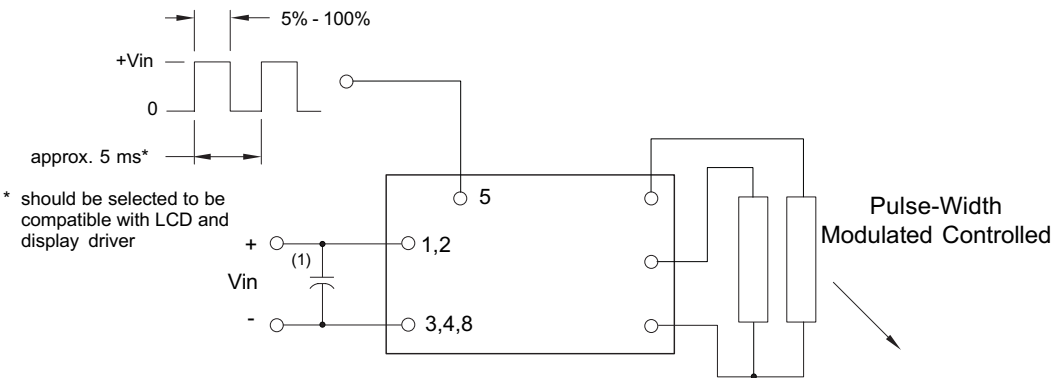 5% - 100%
+Vin
0
approx. 5 ms*
* should be selected to be
compatible with LCD and
display driver
5
+
1,2
(1)
Vin
-
3,4,8
Pulse-Width
Modulated Controlled